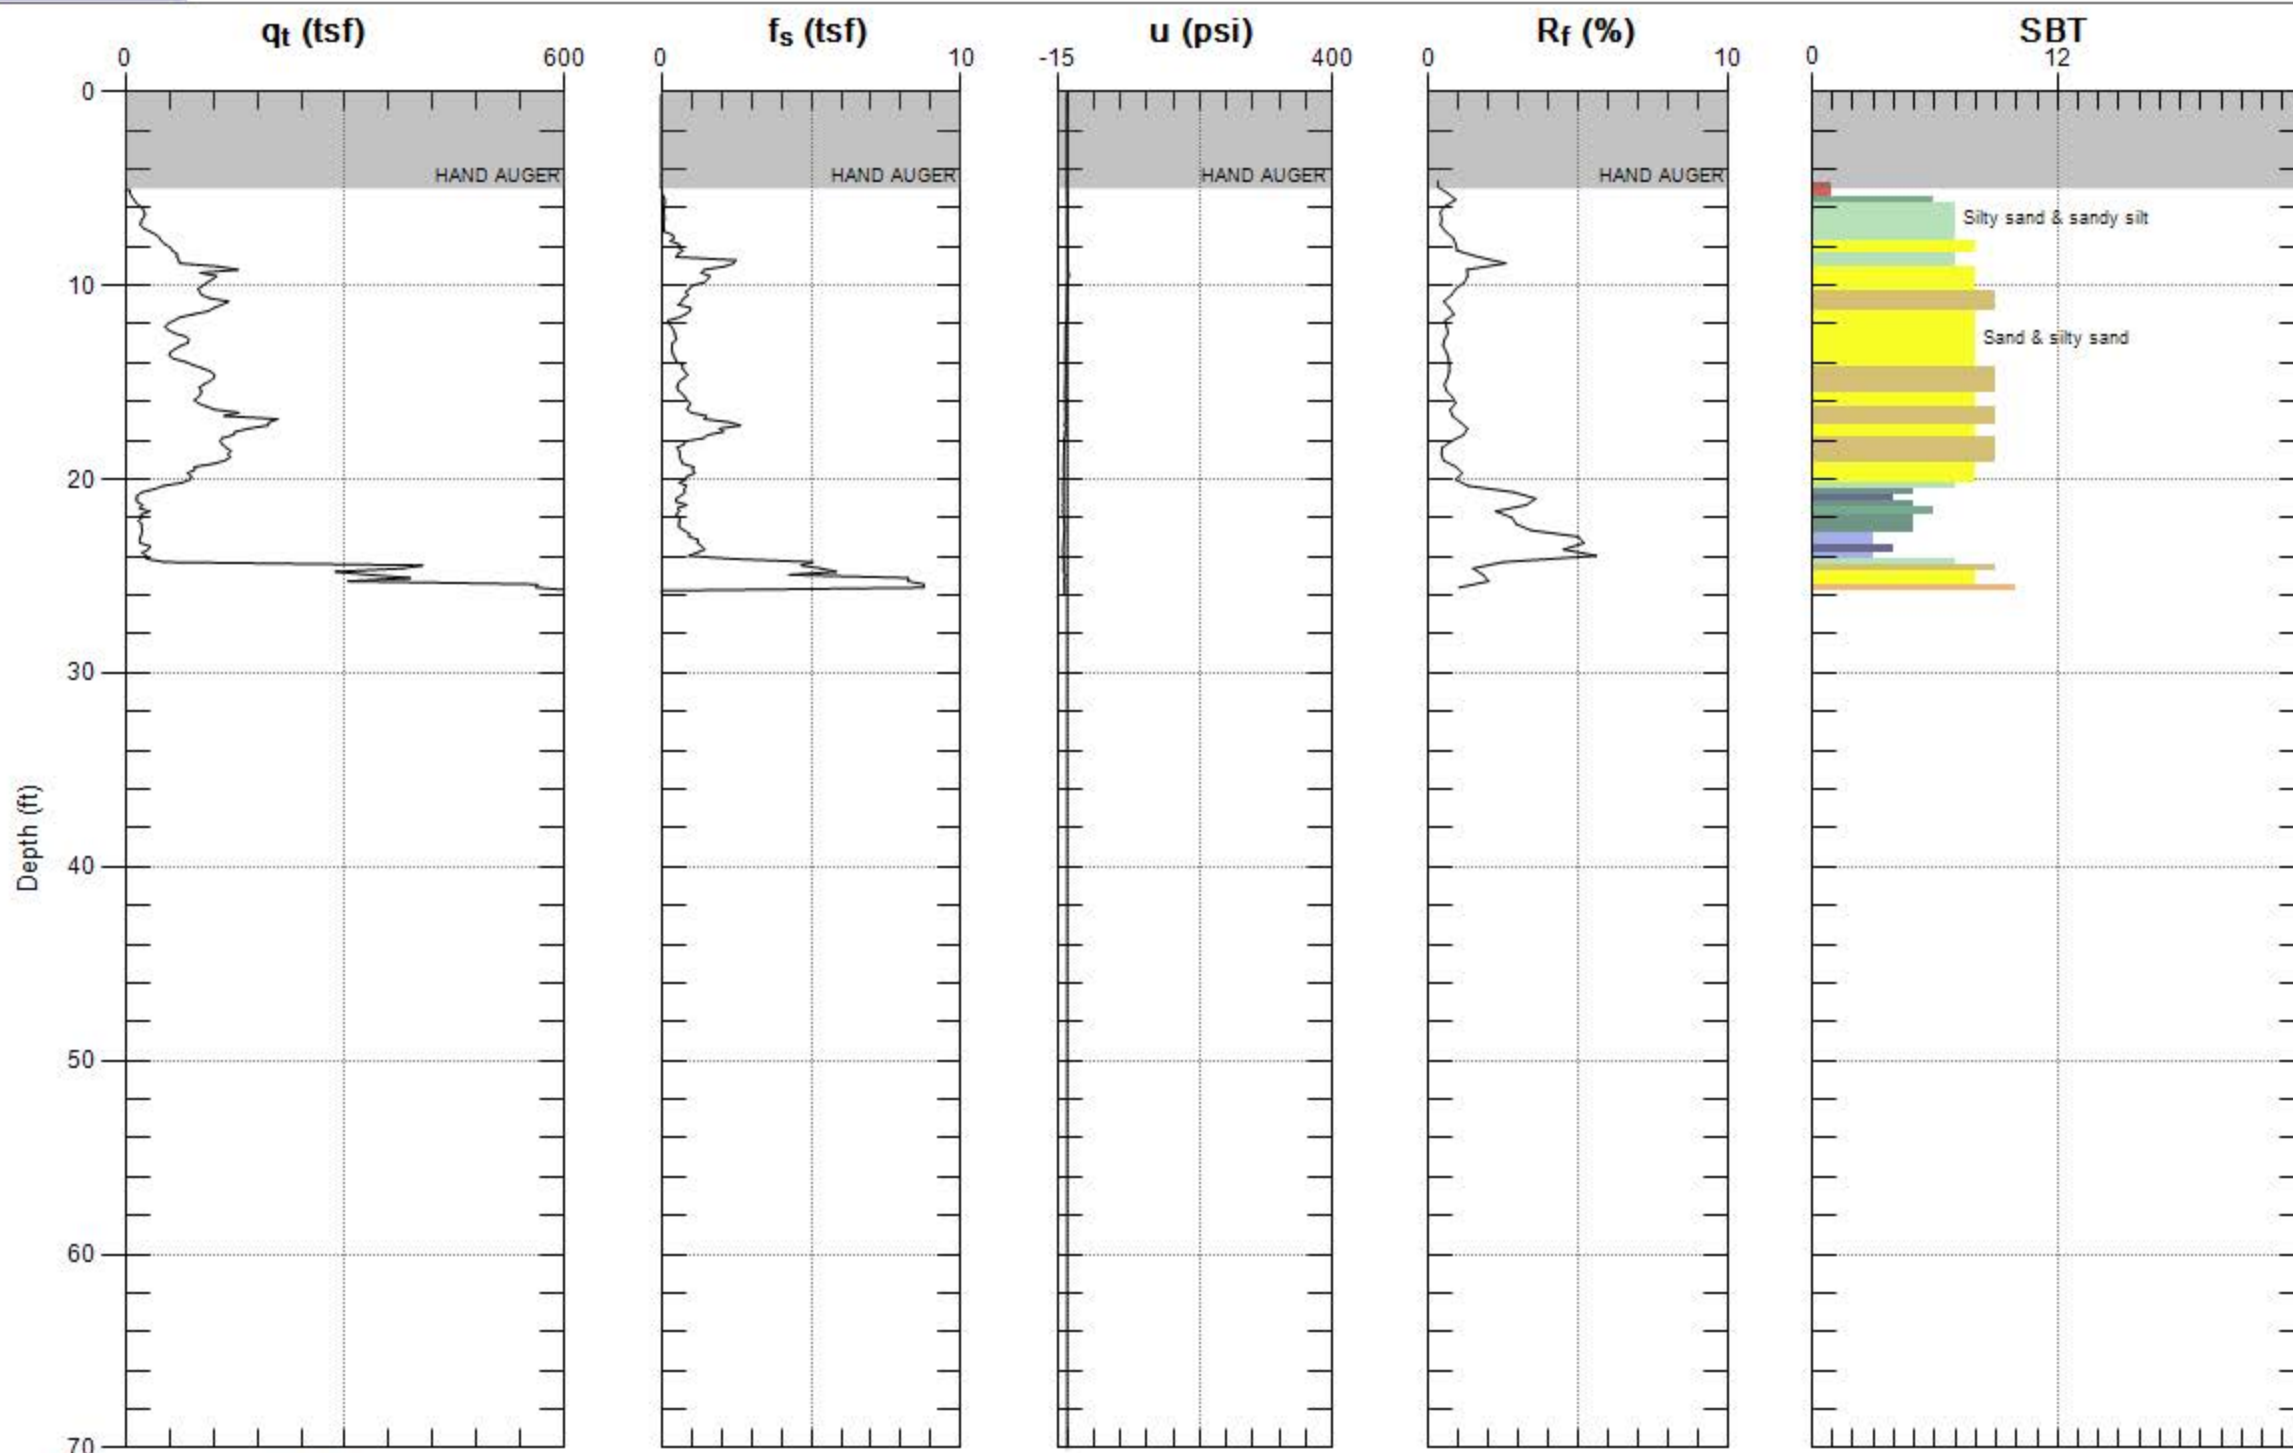 qt (tsf) fs (tsf) u (psi) Rf (%) SBT
0 600 0 10 -15 400 0 10 0 12
0
HAND AUGER HAND AUGER HAND AUGER HAND AUGER
Silty sand & sandy silt
10
Sand & silty sand
20
30
Depth (ft)
40
50
60
70